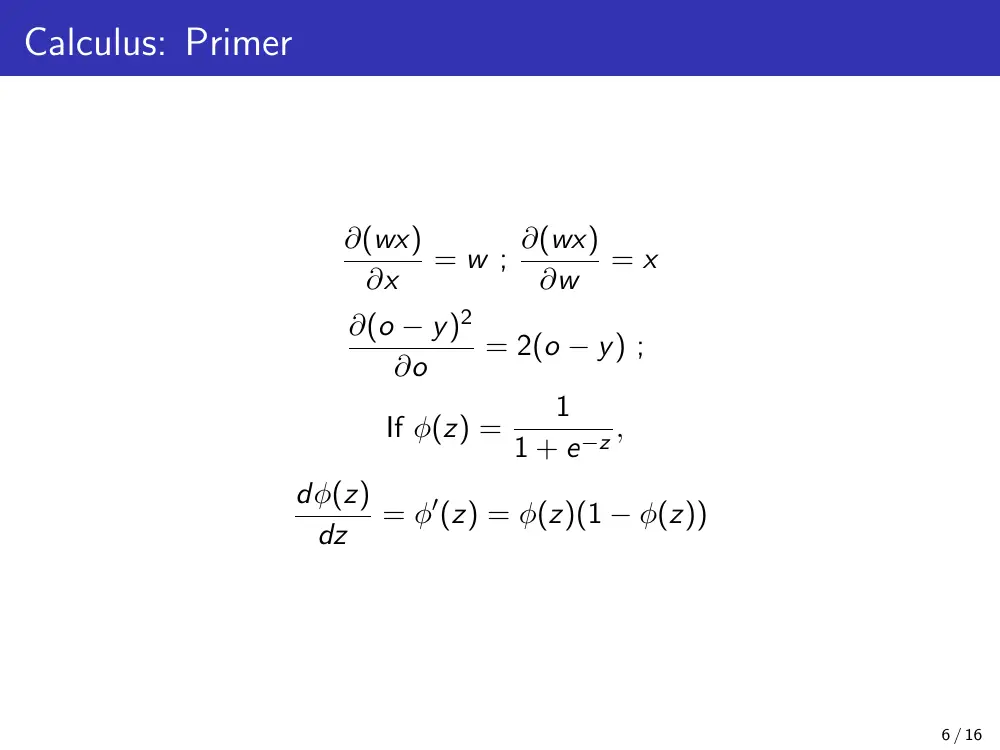 Calculus: Primer
∂(wx)/∂x = w ; ∂(wx)/∂w = x
∂(o − y)²/∂o = 2(o − y) ;
If ϕ(z) = 1/(1 + e⁻ᶻ),
dϕ(z)/dz = ϕ′(z) = ϕ(z)(1 − ϕ(z))
6 / 16